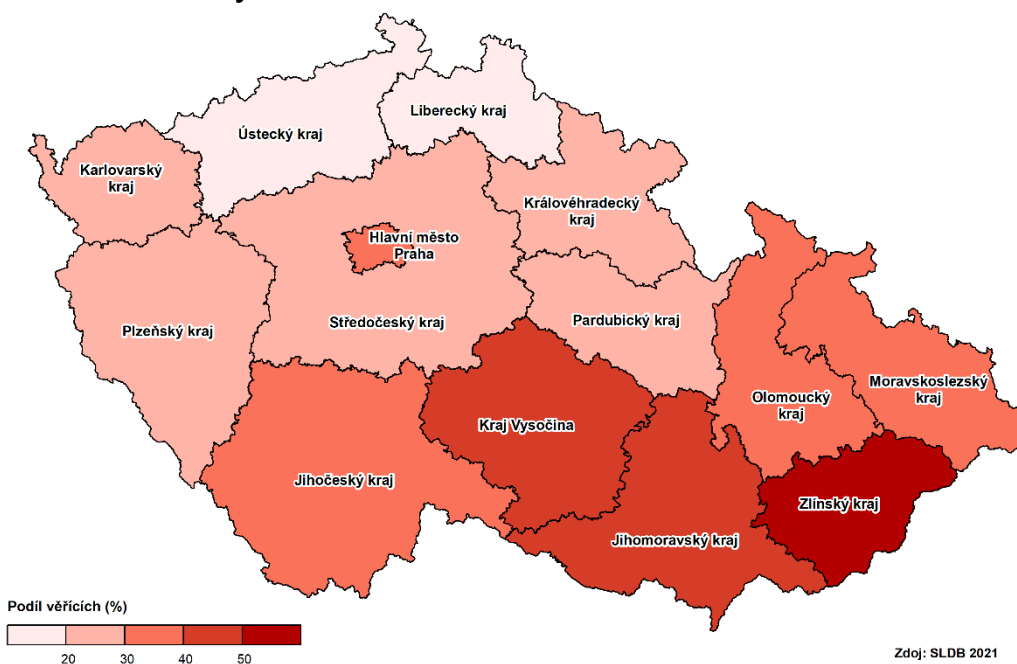 Liberecký kraj
Ústecký kraj
Karlovarský
kraj
Královéhradecký
kraj
Hlavní město
Praha
Plzeňský kraj
Středočeský kraj
Pardubický kraj
Moravskoslezský
kraj
Olomoucký
kraj
Kraj Vysočina
Jihočeský kraj
Zlínský kraj
Jihomoravský kraj
Podíl věřících (%)
20 30 40 50
Zdoj: SLDB 2021